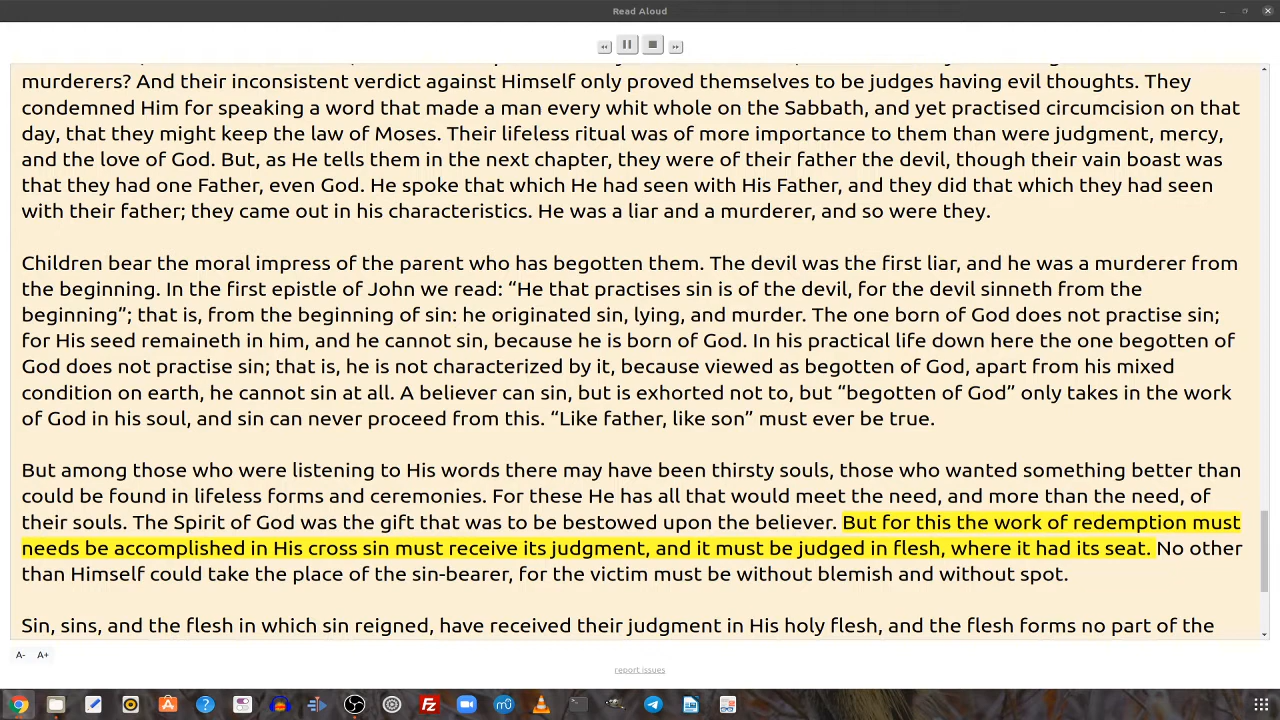 Read Aloud
murderers? And their inconsistent verdict against Himself only proved themselves to be judges having evil thoughts. They
condemned Him for speaking a word that made a man every whit whole on the Sabbath, and yet practised circumcision on that
day, that they might keep the law of Moses. Their lifeless ritual was of more importance to them than were judgment, mercy,
and the love of God. But, as He tells them in the next chapter, they were of their father the devil, though their vain boast was
that they had one Father, even God. He spoke that which He had seen with His Father, and they did that which they had seen
with their father; they came out in his characteristics. He was a liar and a murderer, and so were they.
Children bear the moral impress of the parent who has begotten them. The devil was the first liar, and he was a murderer from
the beginning. In the first epistle of John we read: “He that practises sin is of the devil, for the devil sinneth from the
beginning”; that is, from the beginning of sin: he originated sin, lying, and murder. The one born of God does not practise sin;
for His seed remaineth in him, and he cannot sin, because he is born of God. In his practical life down here the one begotten of
God does not practise sin; that is, he is not characterized by it, because viewed as begotten of God, apart from his mixed
condition on earth, he cannot sin at all. A believer can sin, but is exhorted not to, but “begotten of God” only takes in the work
of God in his soul, and sin can never proceed from this. “Like father, like son” must ever be true.
But among those who were listening to His words there may have been thirsty souls, those who wanted something better than
could be found in lifeless forms and ceremonies. For these He has all that would meet the need, and more than the need, of
their souls. The Spirit of God was the gift that was to be bestowed upon the believer. But for this the work of redemption must
needs be accomplished in His cross sin must receive its judgment, and it must be judged in flesh, where it had its seat. No other
than Himself could take the place of the sin-bearer, for the victim must be without blemish and without spot.
Sin, sins, and the flesh in which sin reigned, have received their judgment in His holy flesh, and the flesh forms no part of the
A- A+
report issues